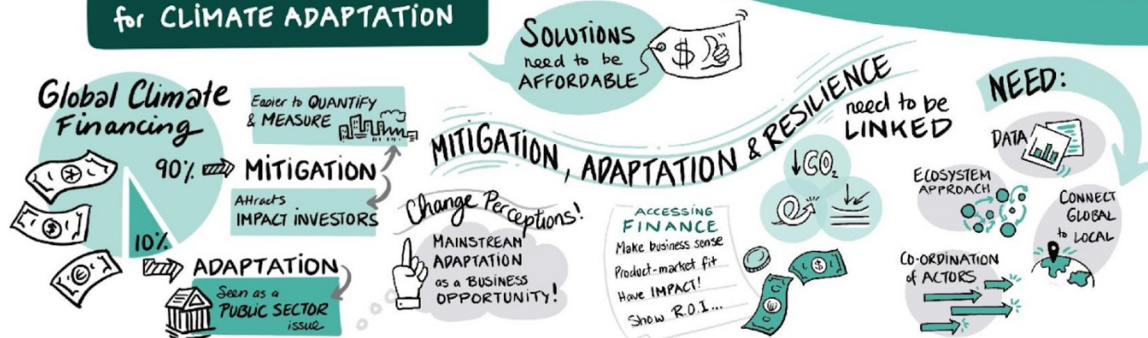 for CLIMATE ADAPTATION
SOLUTIONS
need to be
AFFORDABLE
$
Global Climate
Financing
90%
MITIGATION
Easier to QUANTIFY
& MEASURE
Attracts
IMPACT INVESTORS
10%
ADAPTATION
Seen as a
PUBLIC SECTOR
issue
MITIGATION, ADAPTATION & RESILIENCE
need to be
LINKED
Change Perceptions!
MAINSTREAM
ADAPTATION
as a BUSINESS
OPPORTUNITY!
ACCESSING
FINANCE
Make business sense
Product-market fit
Have IMPACT!
Show R.O.I...
↓CO₂
$
€
NEED:
DATA
ECOSYSTEM
APPROACH
CONNECT
GLOBAL
to LOCAL
CO-ORDINATION
of ACTORS